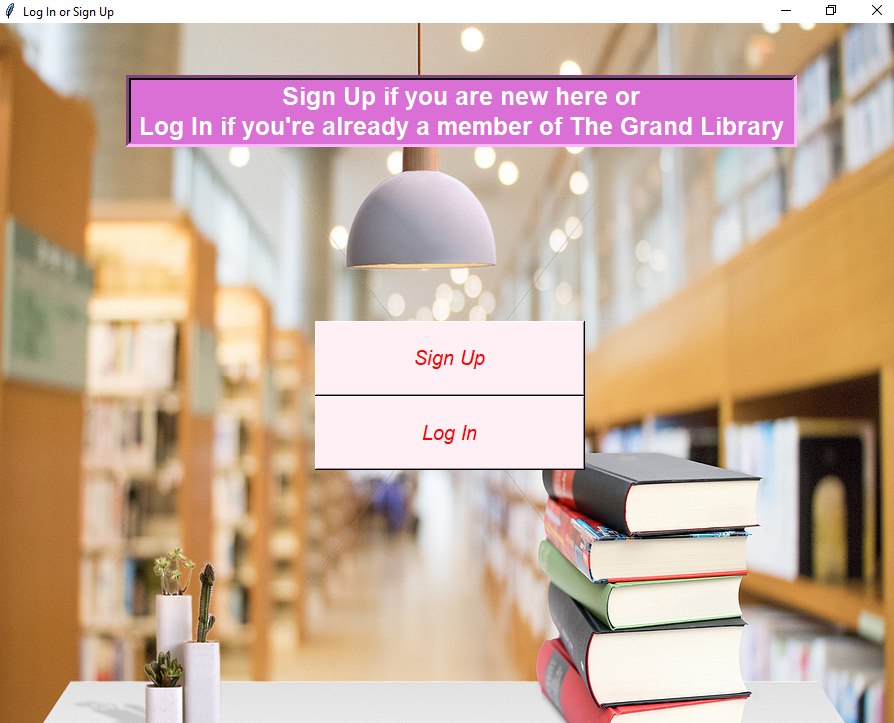 Log In or Sign Up
Sign Up if you are new here or
Log In if you're already a member of The Grand Library
Sign Up
Log In